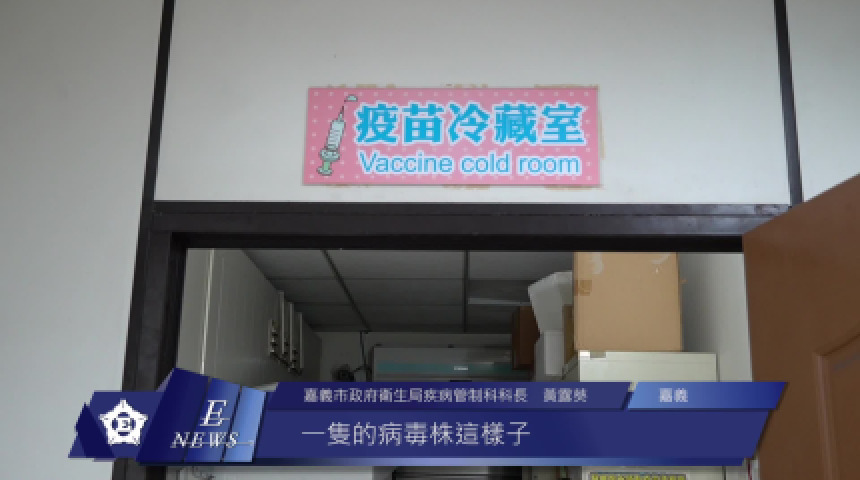 疫苗冷藏室
Vaccine cold room
嘉義市政府衛生局疾病管制科科長 黃露葵 嘉義
E
E
NEWS
一隻的病毒株這樣子